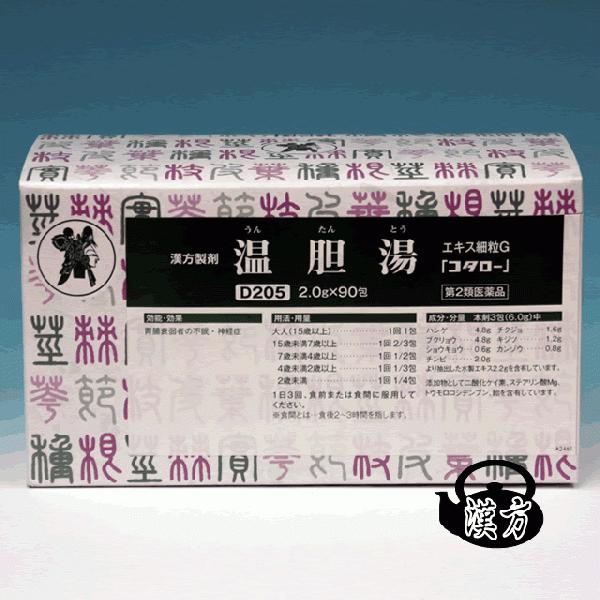 うん たん とう
漢方製剤 温胆湯 エキス細粒G
「コタロー」
D205 2.0g×90包 第2類医薬品
効能・効果
胃腸衰弱者の不眠・神経症
用法・用量
大人(15歳以上)……1回1包
15歳未満7歳以上……1回2/3包
7歳未満4歳以上……1回1/2包
4歳未満2歳以上……1回1/3包
2歳未満……1回1/4包
1日3回、食前または食間に服用して
ください。
※食間とは…食後2〜3時間を指します。
成分・分量 本剤3包(6.0g)中
ハンゲ 4.8g チクジョ 1.4g
ブクリョウ 4.8g キジツ 1.2g
ショウキョウ 0.6g カンゾウ 0.8g
チンピ 2.0g
より抽出した水製エキス2.2gを含有しています。
添加物として二酸化ケイ素、ステアリン酸Mg、
トウモロコシデンプン、乳糖を含有しています。
漢方